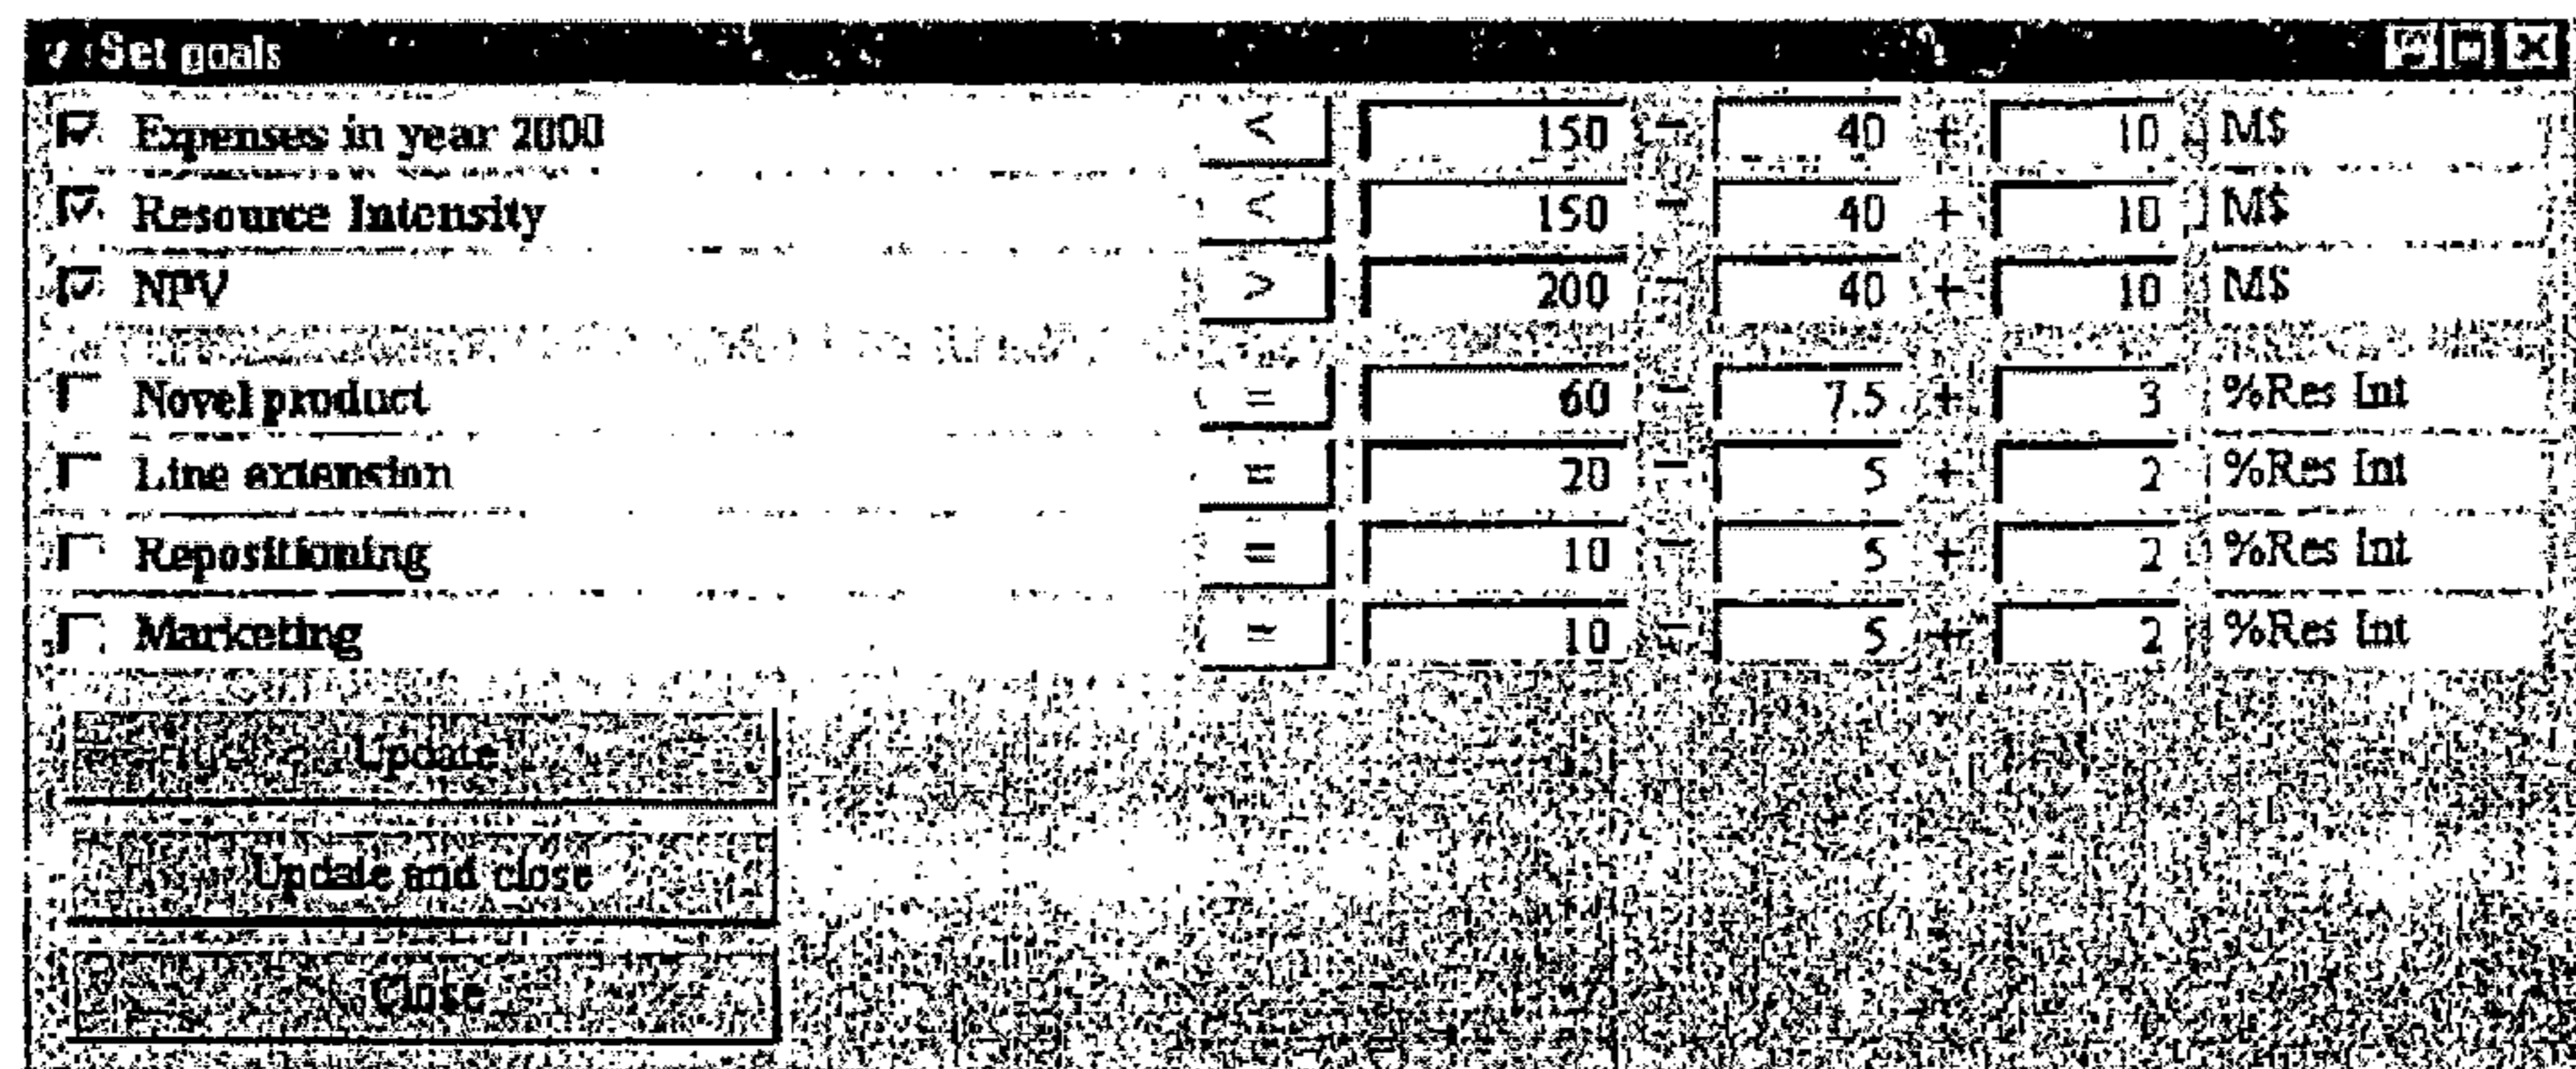 Set goals
Expenses in year 2000 < 150 - 40 + 10 M$
Resource Intensity < 150 - 40 + 10 M$
NPV > 200 - 40 + 10 M$
Novel product = 60 - 7.5 + 3 %Res Int
Line extension = 20 - 5 + 2 %Res Int
Repositioning = 10 - 5 + 2 %Res Int
Marketing = 10 - 5 + 2 %Res Int
Update
Update and close
Close